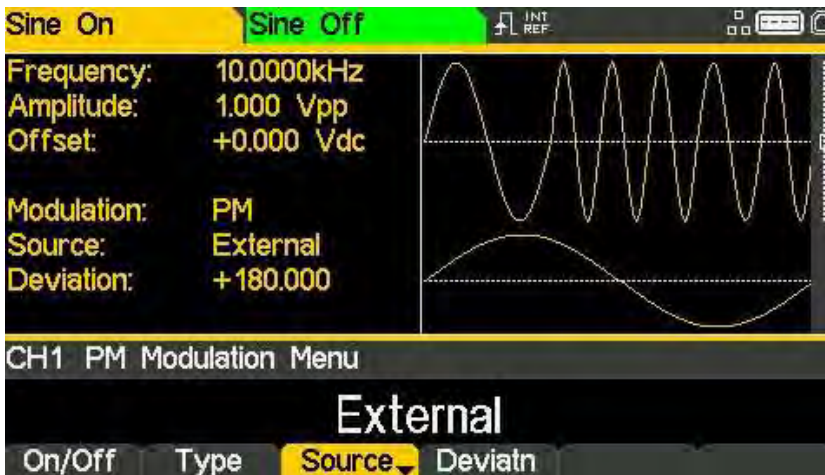 Sine On Sine Off INT
REF
Frequency: 10.0000kHz
Amplitude: 1.000 Vpp
Offset: +0.000 Vdc
Modulation: PM
Source: External
Deviation: +180.000
CH1 PM Modulation Menu
External
On/Off Type Source Deviatn